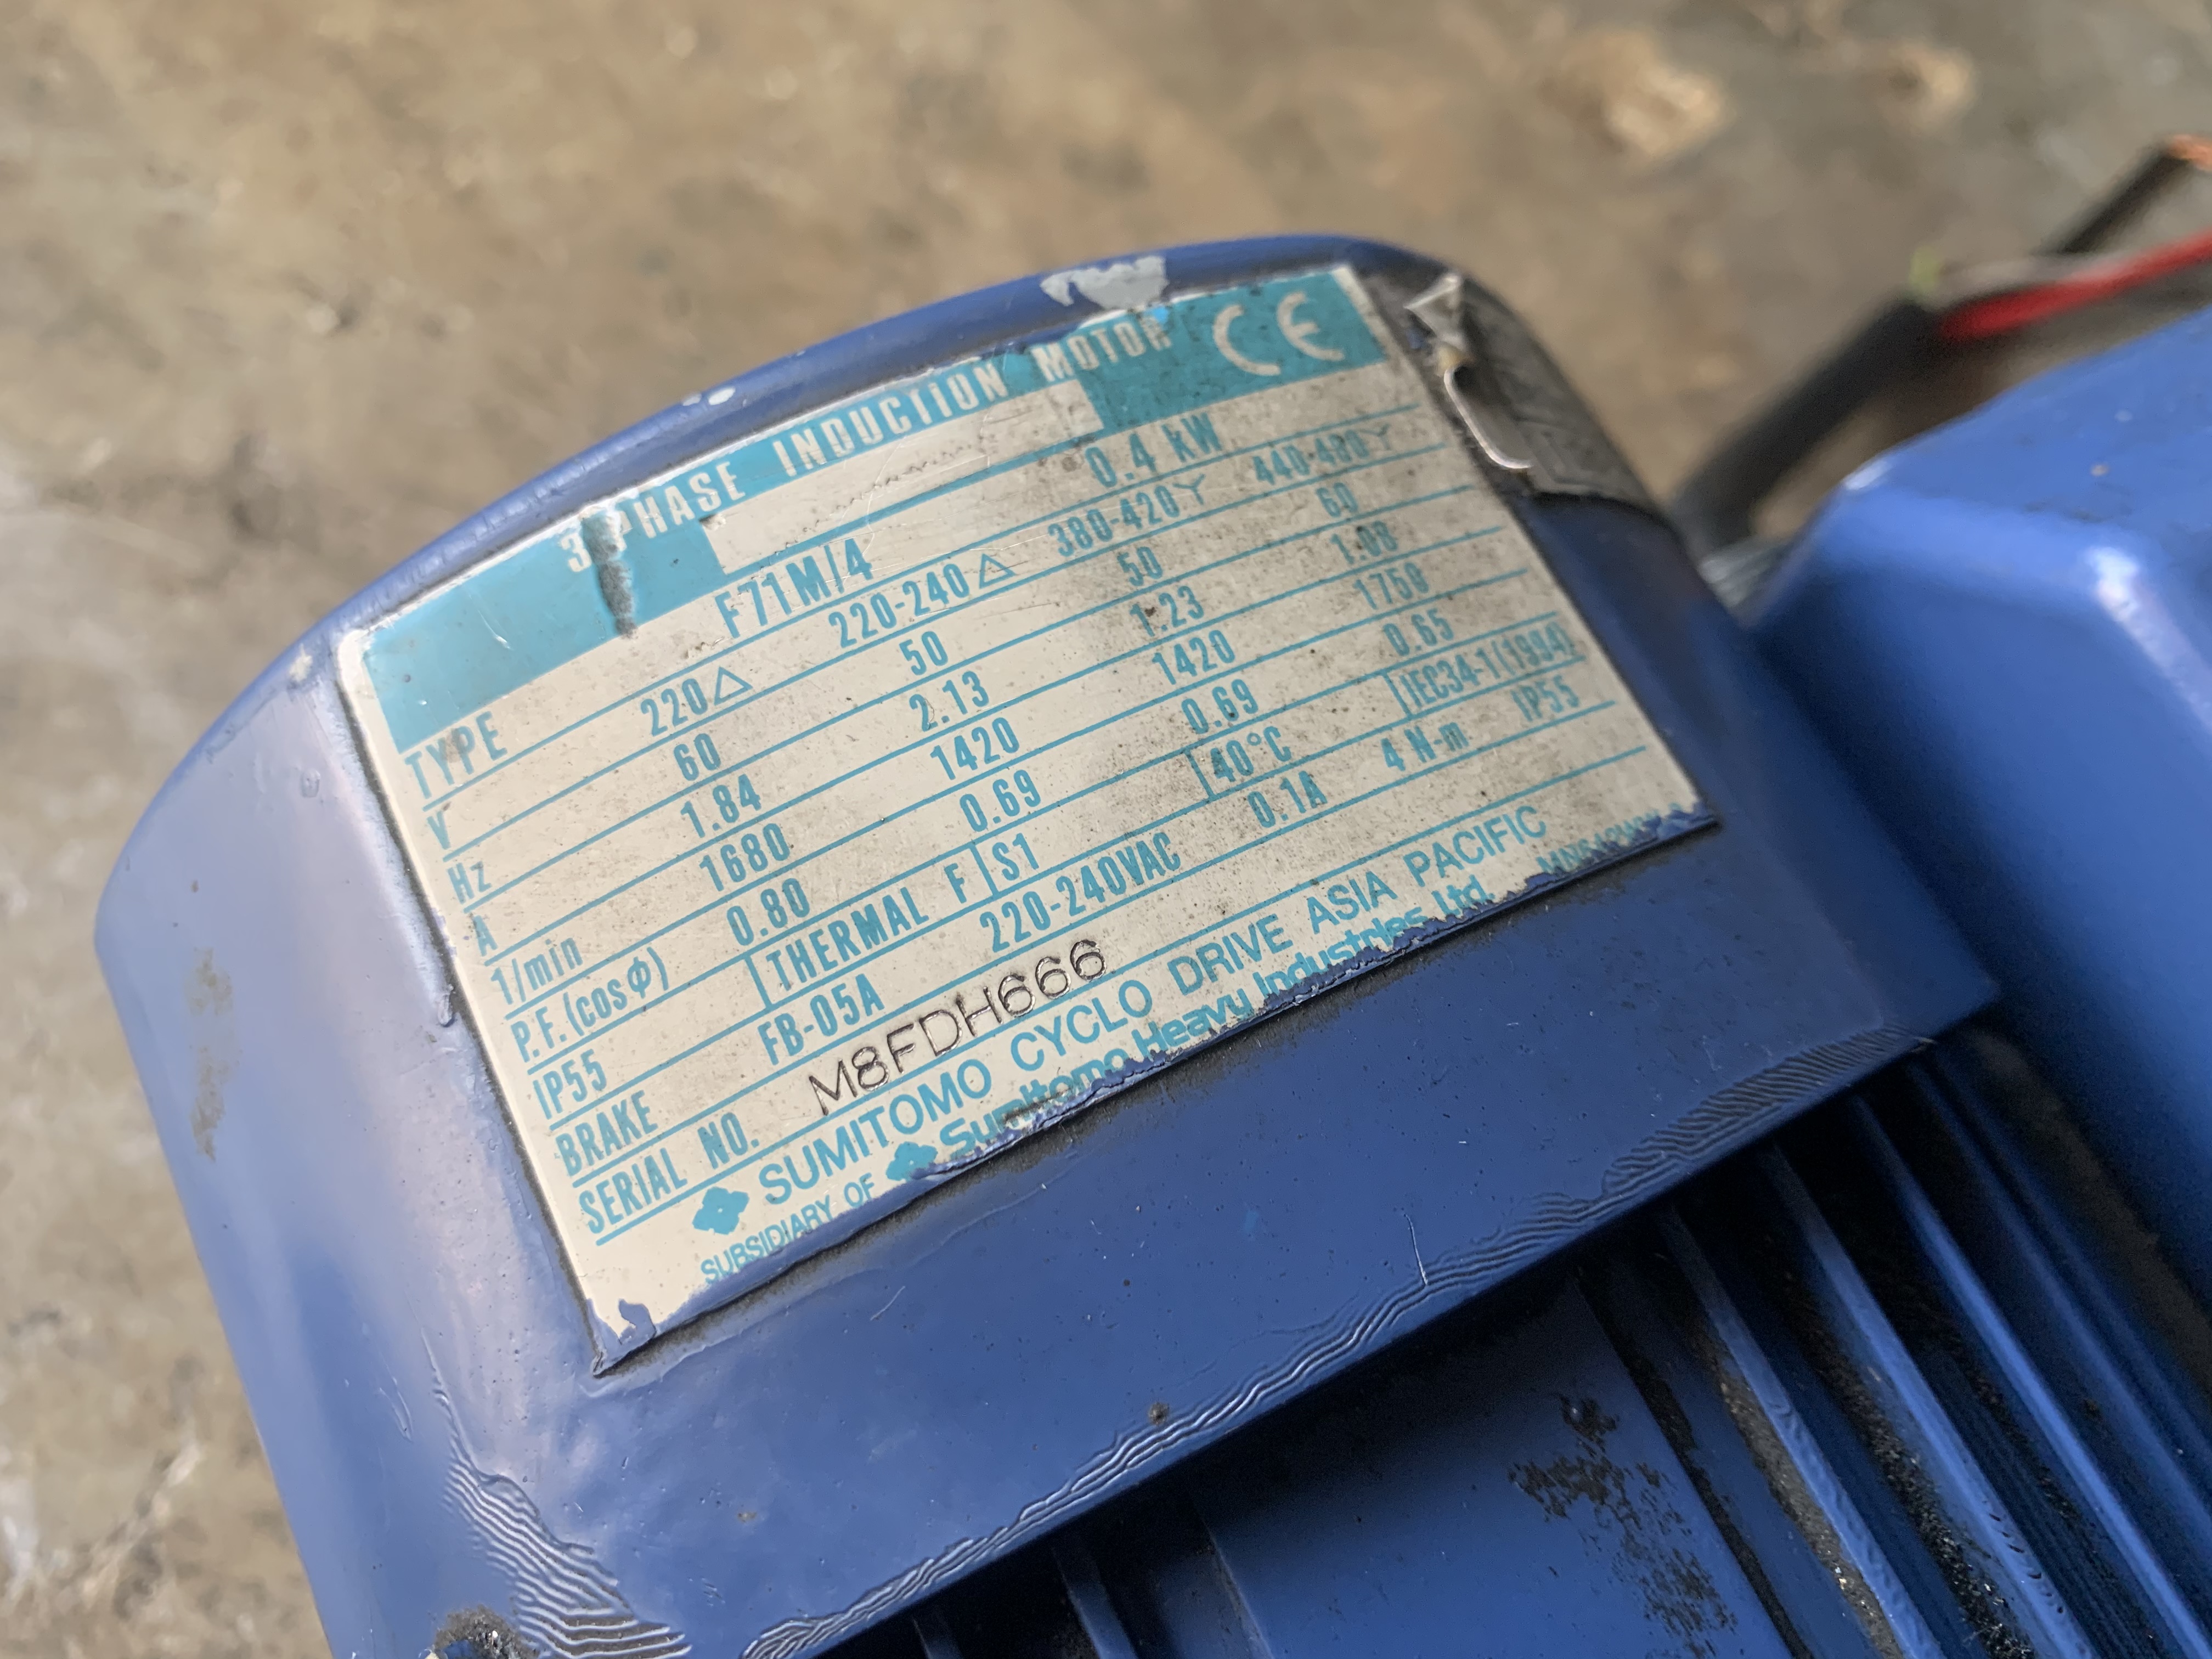 3 PHASE INDUCTION MOTOR CE
TYPE F71M/4 0.4 kW
V 220△ 220-240△ 380-420Y 440-480Y
Hz 60 50 50 60
A 1.84 2.13 1.23 1.08
1/min 1680 1420 1420 1750
P.F.(cosΦ) 0.80 0.69 0.69 0.65
IP55 THERMAL F S1 40°C IEC34-1(1994)
BRAKE FB-05A 220-240VAC 0.1A 4 N-m IP55
SERIAL NO. M8FDH666
SUMITOMO CYCLO DRIVE ASIA PACIFIC
SUBSIDIARY OF Sumitomo Heavy Industries, Ltd.